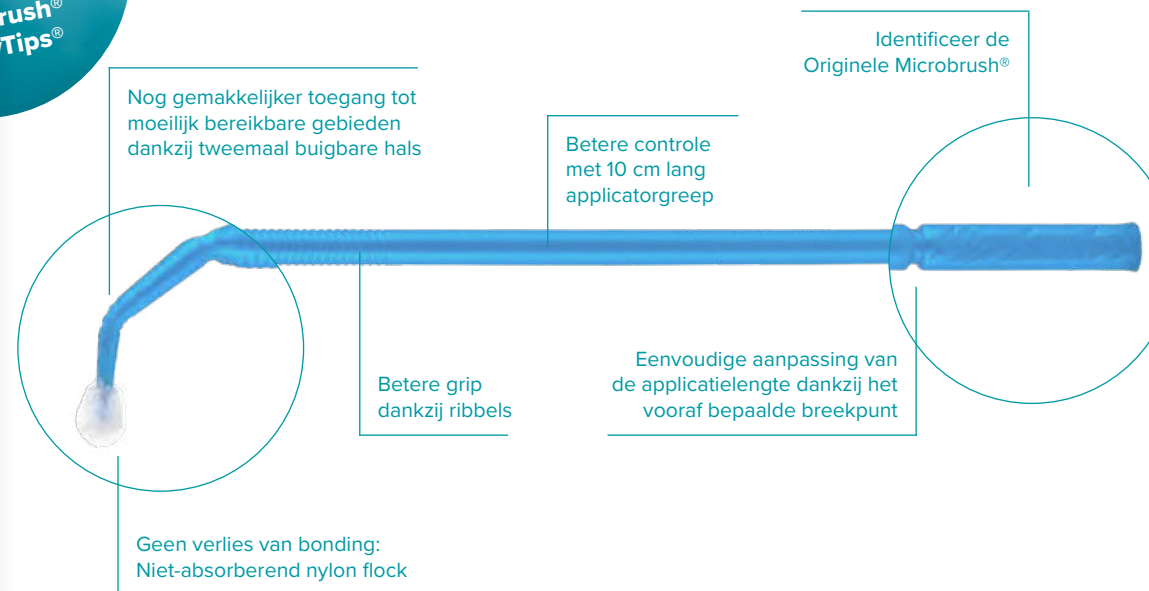 Tips®
Identificeer de
Originele Microbrush®
Nog gemakkelijker toegang tot
moeilijk bereikbare gebieden
dankzij tweemaal buigbare hals
Betere controle
met 10 cm lang
applicatorgreep
Eenvoudige aanpassing van
de applicatielengte dankzij het
vooraf bepaalde breekpunt
Betere grip
dankzij ribbels
Geen verlies van bonding:
Niet-absorberend nylon flock